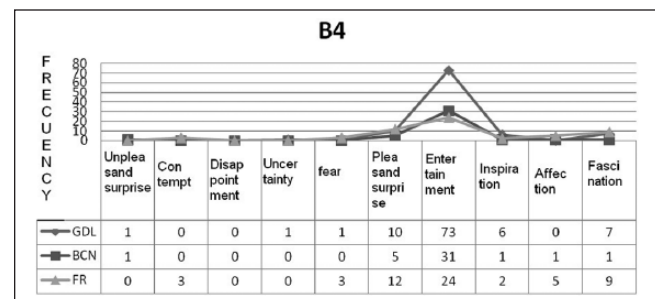 B4
FRECUENCY
80
70
60
50
40
30
20
10
0
Unplea sand surprise Con tempt Disap point ment Uncer tainty fear Plea sand surpri se Enter tain ment Inspira tion Affec tion Fasci nation
GDL 1 0 0 1 1 10 73 6 0 7
BCN 1 0 0 0 0 5 31 1 1 1
FR 0 3 0 0 3 12 24 2 5 9